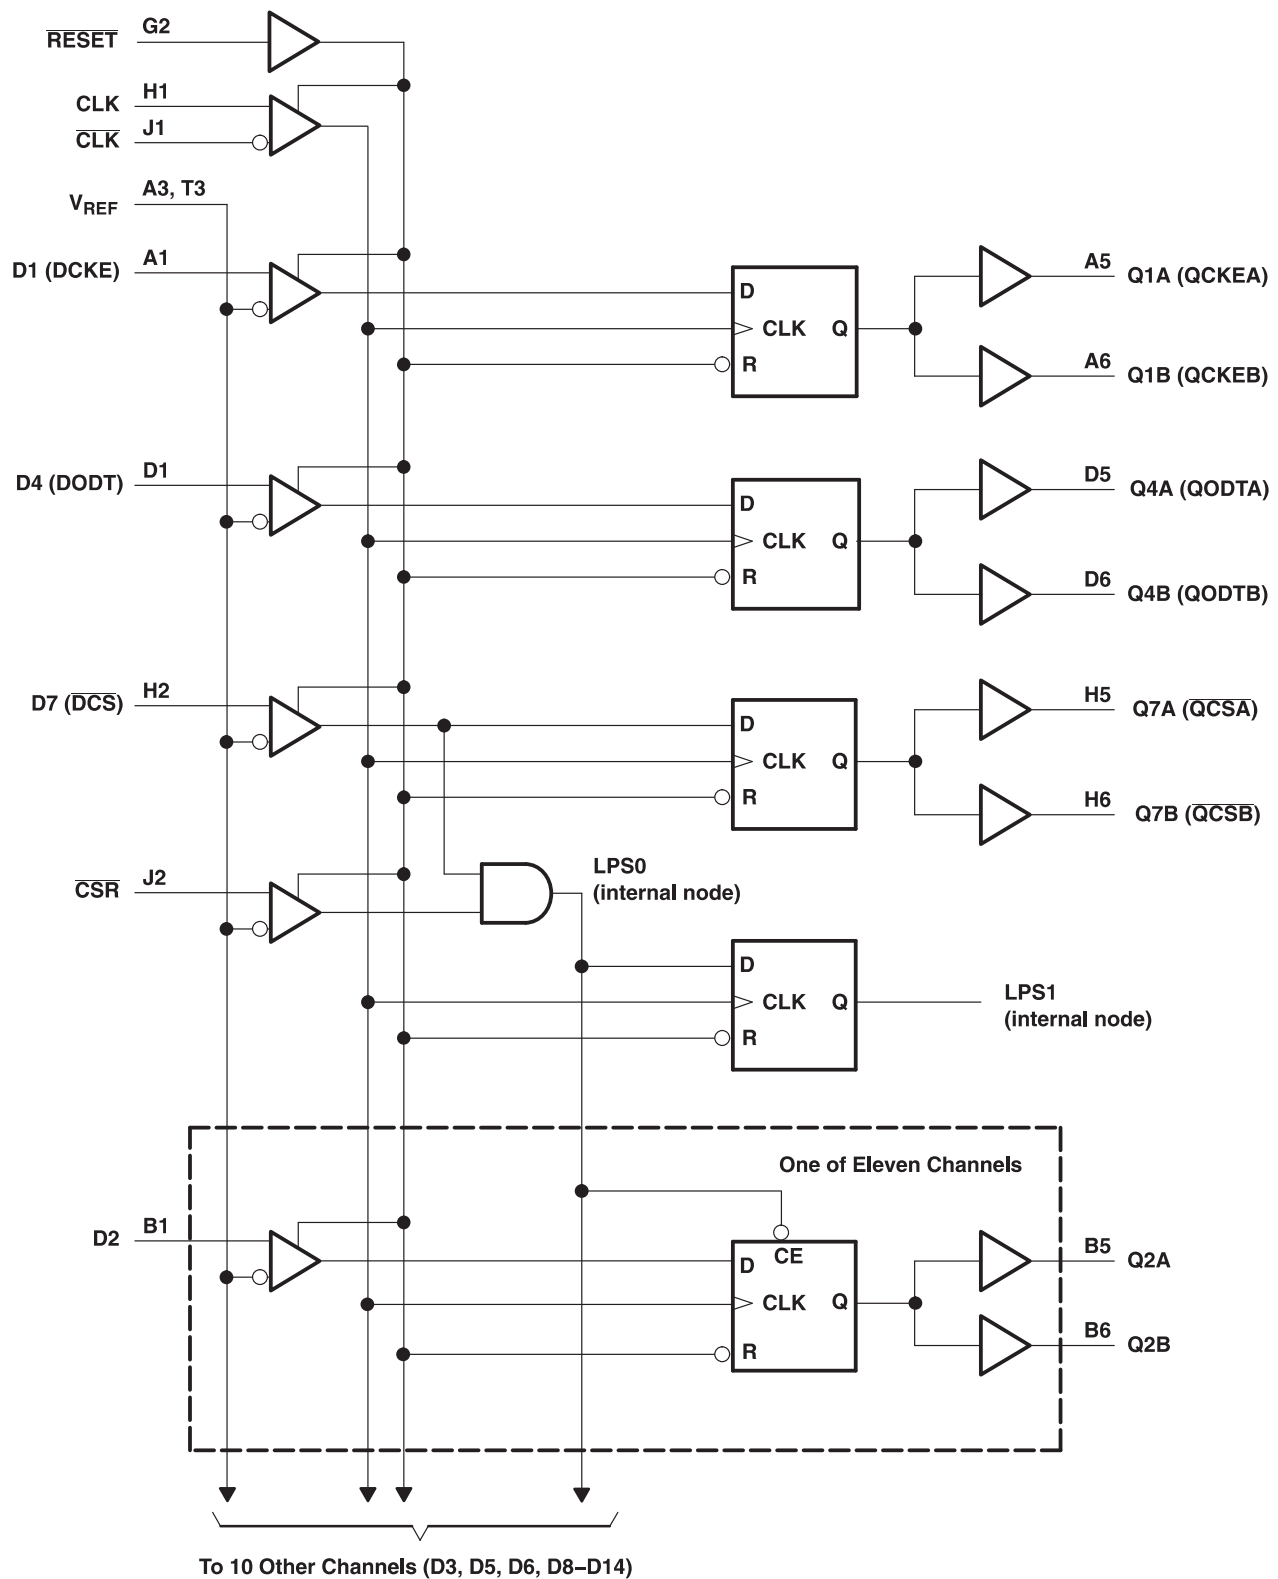 RESET G2
CLK H1
CLK J1
VREF A3, T3
D1 (DCKE) A1
D
CLK Q
R
A5 Q1A (QCKEA)
A6 Q1B (QCKEB)
D4 (DODT) D1
D
CLK Q
R
D5 Q4A (QODTA)
D6 Q4B (QODTB)
D7 (DCS) H2
D
CLK Q
R
H5 Q7A (QCSA)
H6 Q7B (QCSB)
CSR J2
LPS0
(internal node)
D
CLK Q
R
LPS1
(internal node)
One of Eleven Channels
D2 B1
CE
D
CLK Q
R
B5 Q2A
B6 Q2B
To 10 Other Channels (D3, D5, D6, D8–D14)